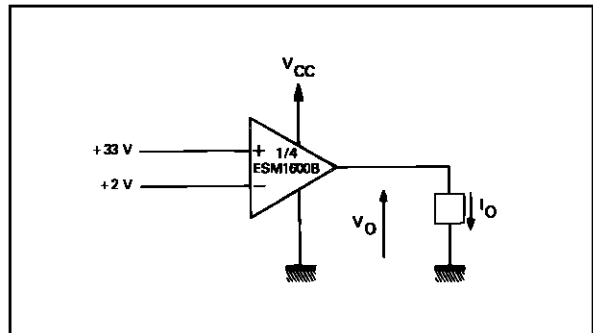 VCC
+33 V
+
1/4
ESM1600B
+2 V
−
VO
IO